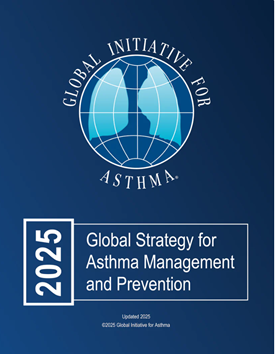 GLOBAL INITIATIVE FOR
ASTHMA®
2025
Global Strategy for
Asthma Management
and Prevention
Updated 2025
©2025 Global Initiative for Asthma